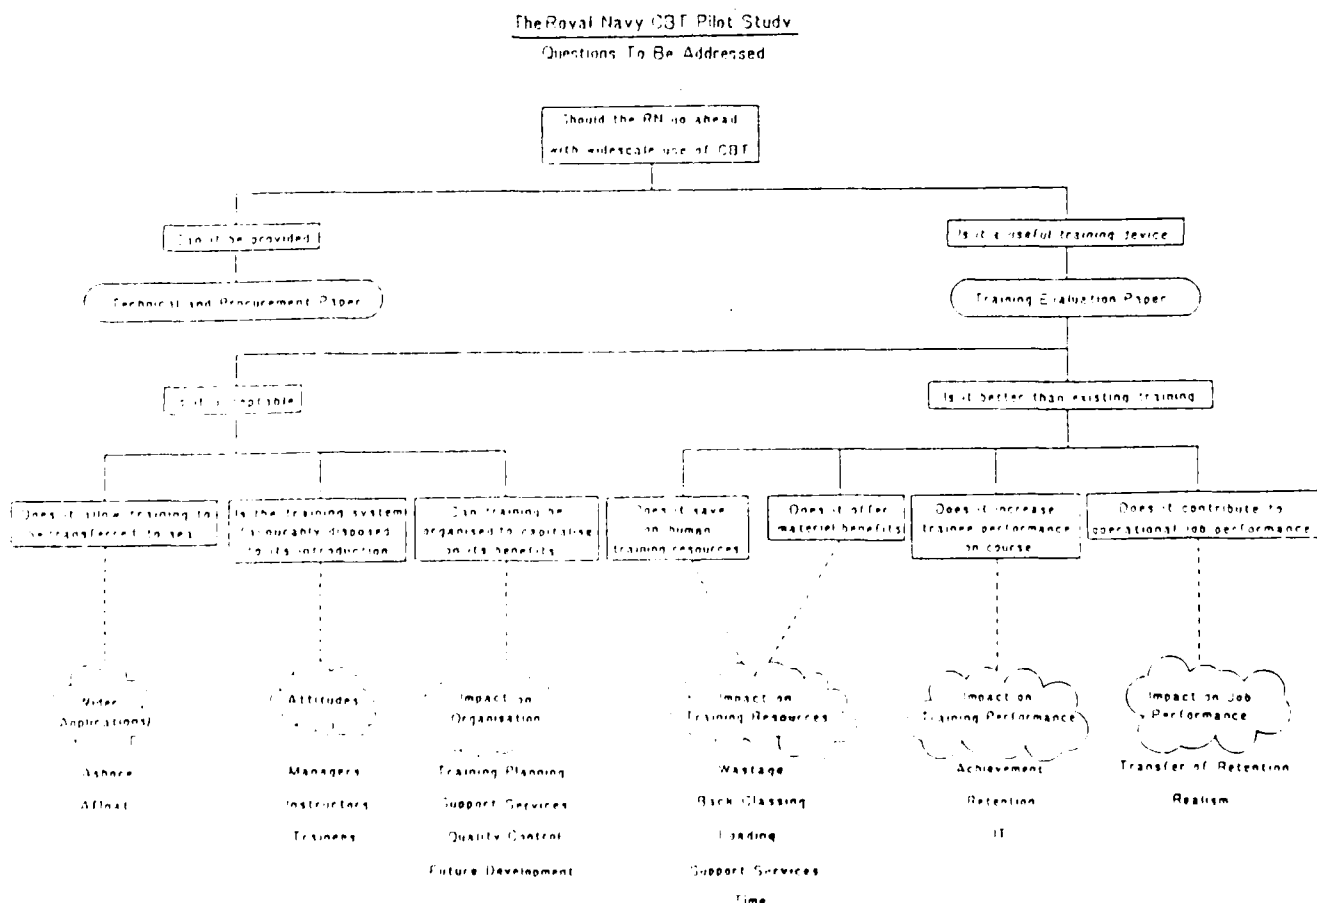 The Royal Navy CBT Pilot Study
Questions To Be Addressed
Should the RN go ahead
with widescale use of CBT
Can it be provided
Is it a useful training device
Technical and Procurement Paper
Training Evaluation Paper
Is it acceptable
Is it better than existing training
Does it allow training to
be transferred to sea
Is the training system
favourably disposed
to its introduction
Can training be
organised to capitalise
on its benefits
Does it save
on human
training resources
Does it offer
materiel benefits
Does it increase
trainee performance
on course
Does it contribute to
operational job performance
Wider
Applications
Ashore
Afloat
Attitudes
Managers
Instructors
Trainees
Impact on
Organisation
Training Planning
Support Services
Quality Control
Future Development
Impact on
Training Resources
Wastage
Back Classing
Loading
Support Services
Time
Impact on
Training Performance
Achievement
Retention
IT
Impact on Job
Performance
Transfer of Retention
Realism